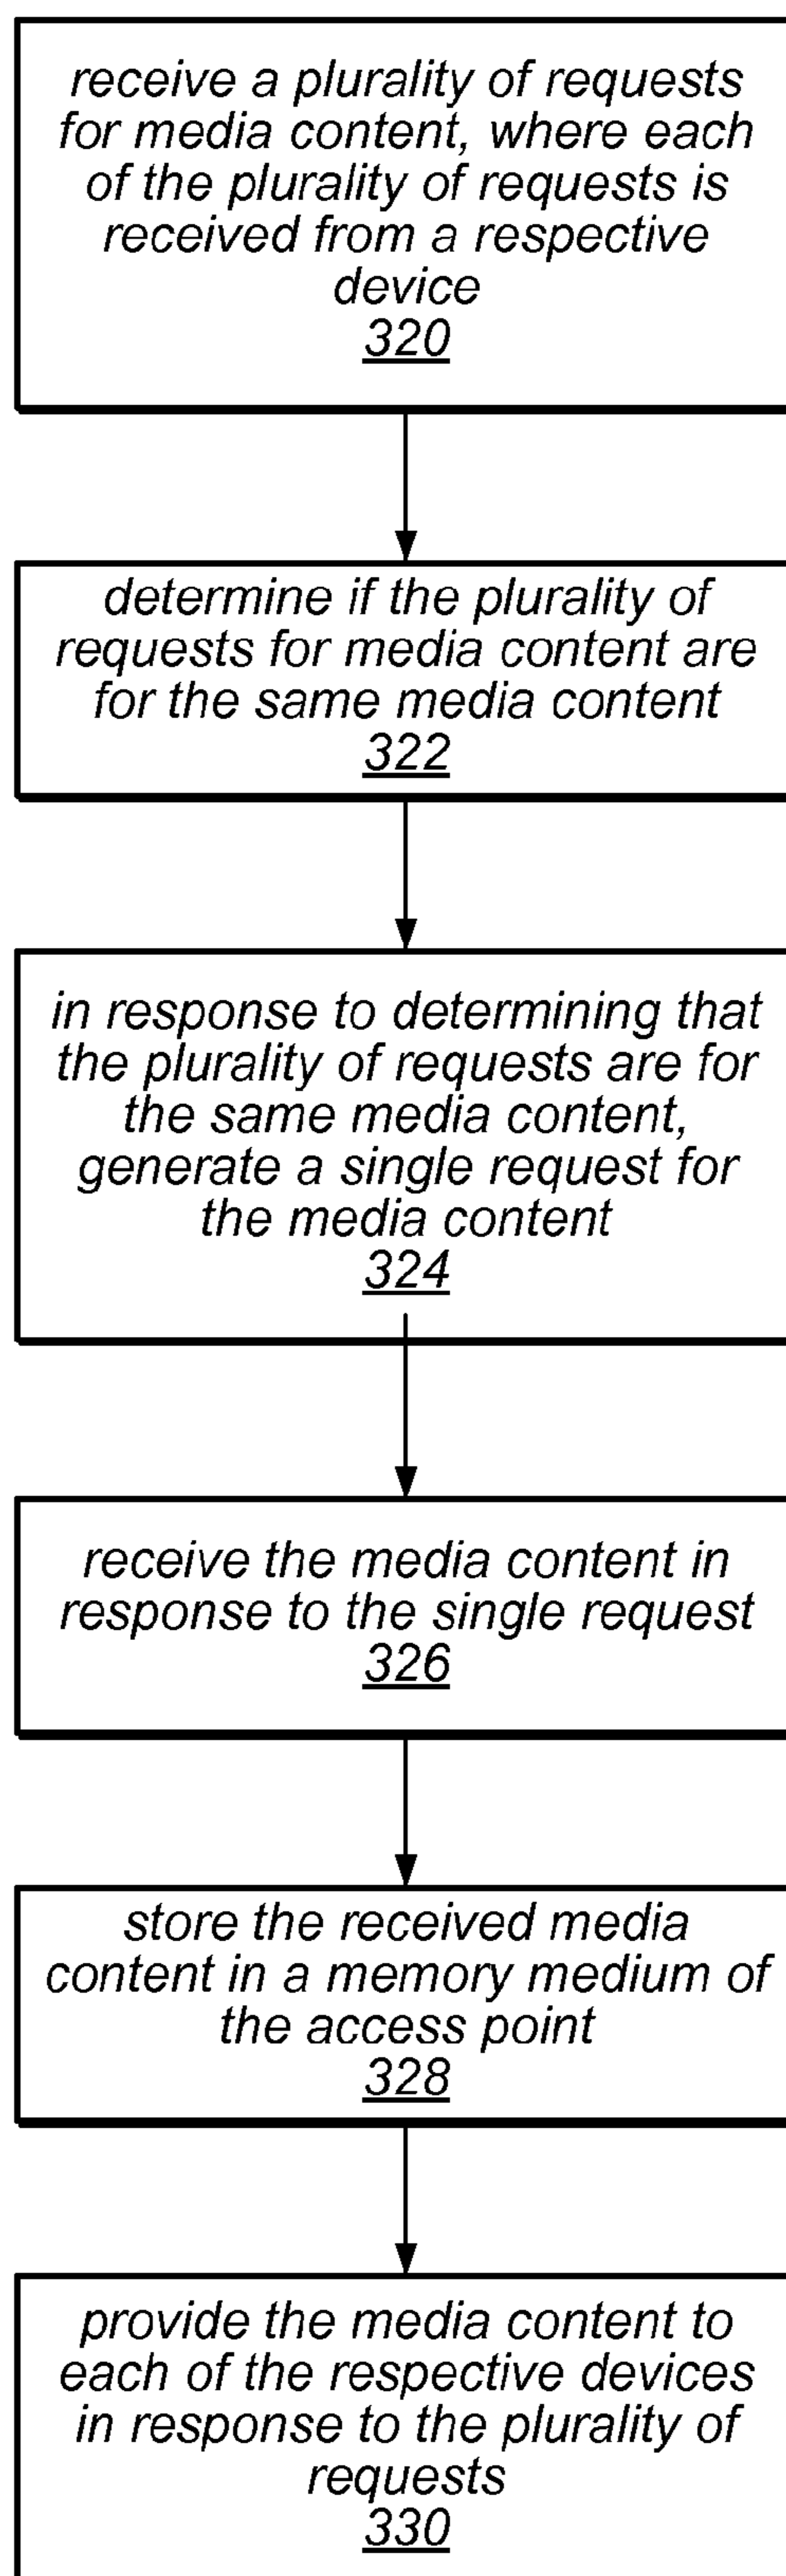 receive a plurality of requests
for media content, where each
of the plurality of requests is
received from a respective
device
320
determine if the plurality of
requests for media content are
for the same media content
322
in response to determining that
the plurality of requests are for
the same media content,
generate a single request for
the media content
324
receive the media content in
response to the single request
326
store the received media
content in a memory medium of
the access point
328
provide the media content to
each of the respective devices
in response to the plurality of
requests
330